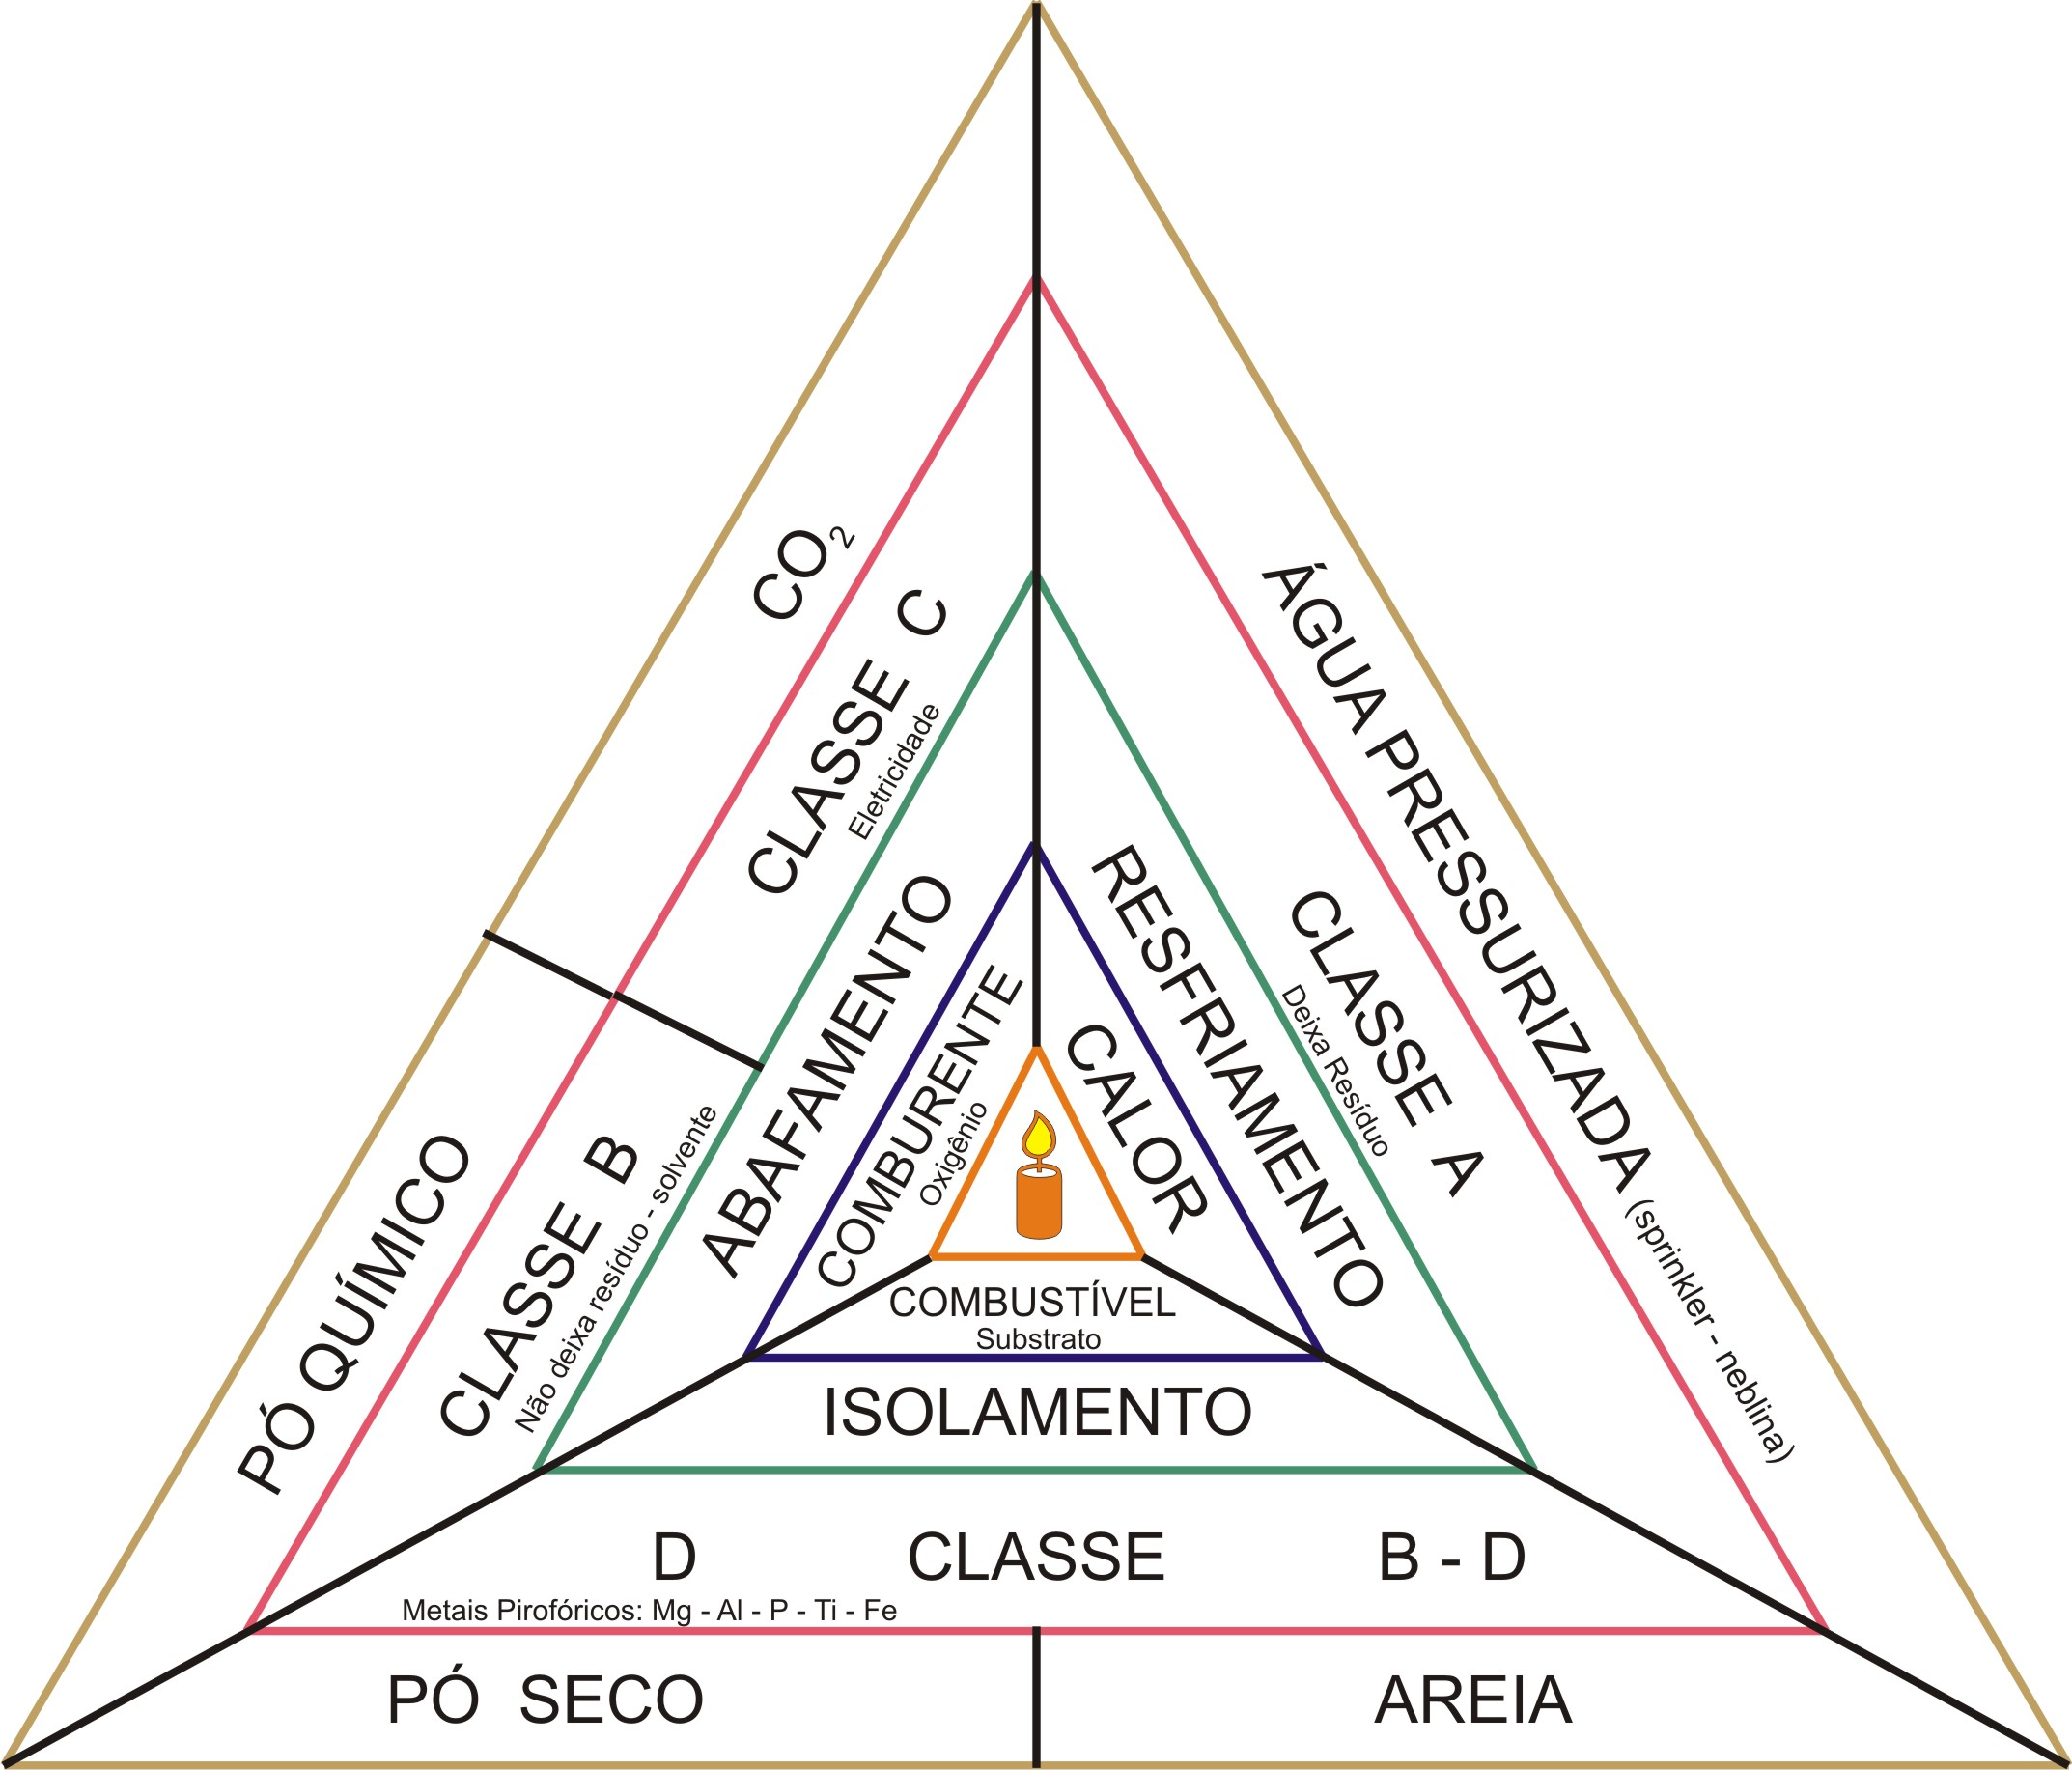 CO2
CLASSE C
Eletricidade
PÓ QUÍMICO
CLASSE B
Não deixa resíduo - solvente
ABAFAMENTO
COMBURENTE
Oxigênio
CALOR
RESFRIAMENTO
CLASSE A
Deixa Resíduo
ÁGUA PRESSURIZADA (sprinkler - neblina)
COMBUSTÍVEL
Substrato
ISOLAMENTO
D CLASSE B - D
Metais Pirofóricos: Mg - Al - P - Ti - Fe
PÓ SECO AREIA